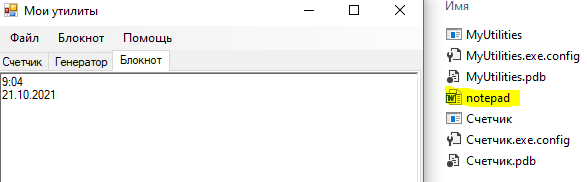 Мои утилиты
Файл Блокнот Помощь
Счетчик Генератор Блокнот
9:04
21.10.2021
Имя
MyUtilities
MyUtilities.exe.config
MyUtilities.pdb
notepad
Счетчик
Счетчик.exe.config
Счетчик.pdb